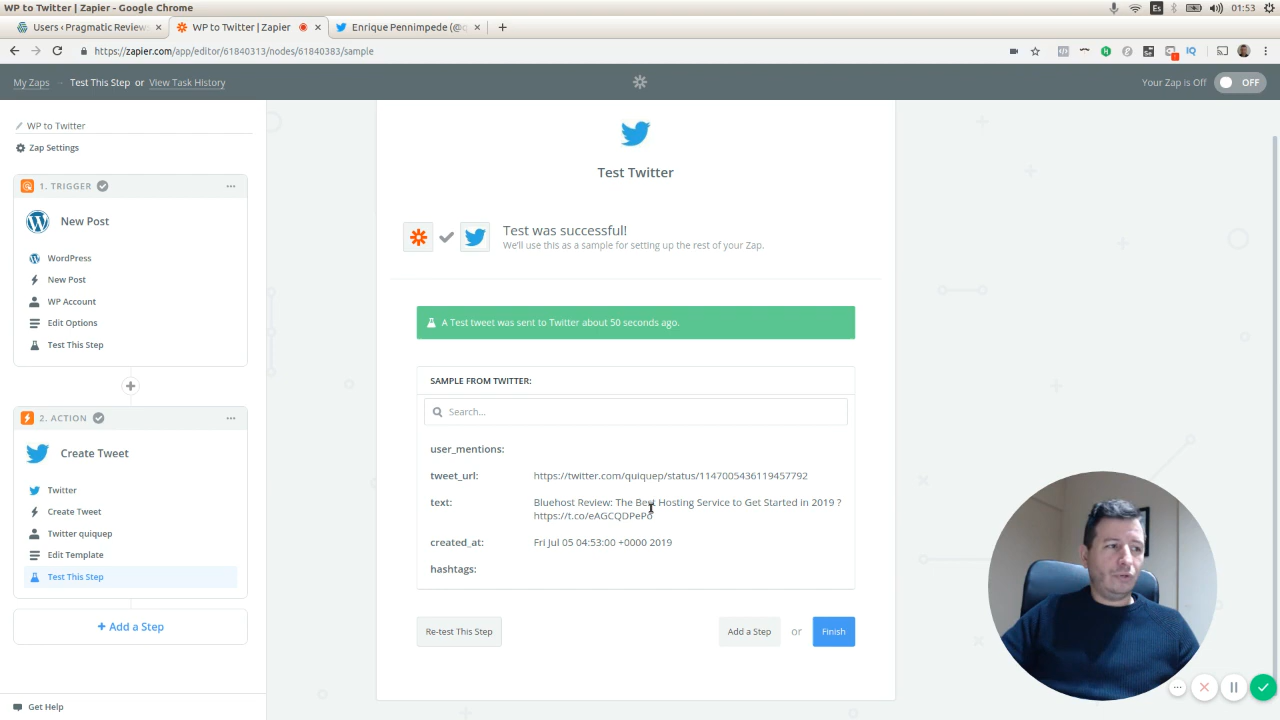 WP to Twitter | Zapier - Google Chrome
Es
01:53
Users ‹ Pragmatic Review
WP to Twitter | Zapier
Enrique Pennimpede (@q
https://zapier.com/app/editor/61840313/nodes/61840383/sample
IQ
My Zaps
Test This Step or View Task History
Your Zap is Off
OFF
WP to Twitter
Zap Settings
1. TRIGGER
New Post
WordPress
New Post
WP Account
Edit Options
Test This Step
2. ACTION
Create Tweet
Twitter
Create Tweet
Twitter quiquep
Edit Template
Test This Step
+ Add a Step
Get Help
Test Twitter
Test was successful!
We'll use this as a sample for setting up the rest of your Zap.
A Test tweet was sent to Twitter about 50 seconds ago.
SAMPLE FROM TWITTER:
Search...
user_mentions:
tweet_url: https://twitter.com/quiquep/status/1147005436119457792
text: Bluehost Review: The Best Hosting Service to Get Started in 2019 ?
https://t.co/eAGCQDPePo
created_at: Fri Jul 05 04:53:00 +0000 2019
hashtags:
Re-test This Step
Add a Step
or
Finish